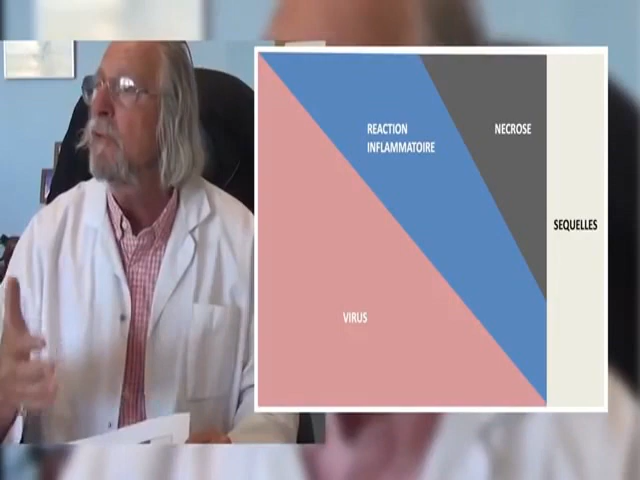 REACTION
INFLAMMATOIRE
NECROSE
SEQUELLES
VIRUS